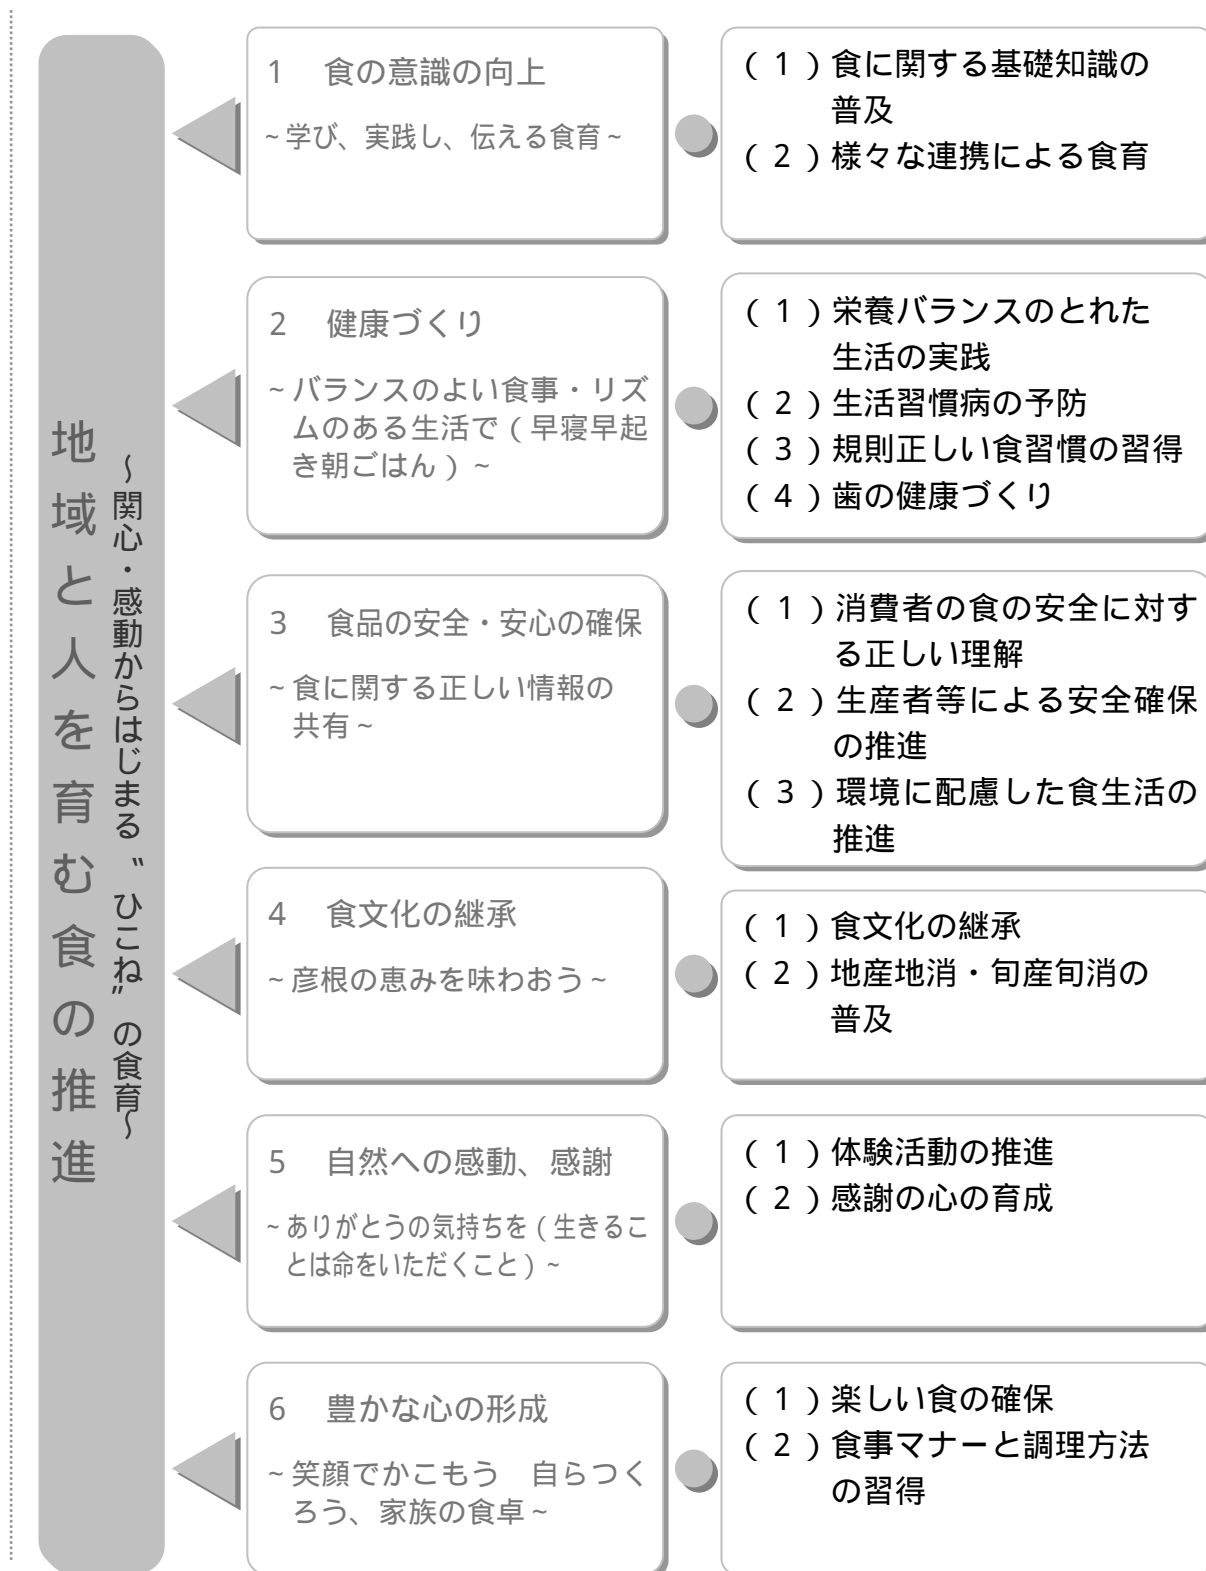 地域と人を育む食の推進
～関心・感動からはじまる〝ひこね〟の食育～
1　食の意識の向上
~学び、実践し、伝える食育~
(1)食に関する基礎知識の
普及
(2)様々な連携による食育
2　健康づくり
~バランスのよい食事・リズ
ムのある生活で(早寝早起
き朝ごはん)~
(1)栄養バランスのとれた
生活の実践
(2)生活習慣病の予防
(3)規則正しい食習慣の習得
(4)歯の健康づくり
3　食品の安全・安心の確保
~食に関する正しい情報の
共有~
(1)消費者の食の安全に対す
る正しい理解
(2)生産者等による安全確保
の推進
(3)環境に配慮した食生活の
推進
4　食文化の継承
~彦根の恵みを味わおう~
(1)食文化の継承
(2)地産地消・旬産旬消の
普及
5　自然への感動、感謝
~ありがとうの気持ちを(生きるこ
とは命をいただくこと)~
(1)体験活動の推進
(2)感謝の心の育成
6　豊かな心の形成
~笑顔でかこもう　自らつく
ろう、家族の食卓~
(1)楽しい食の確保
(2)食事マナーと調理方法
の習得